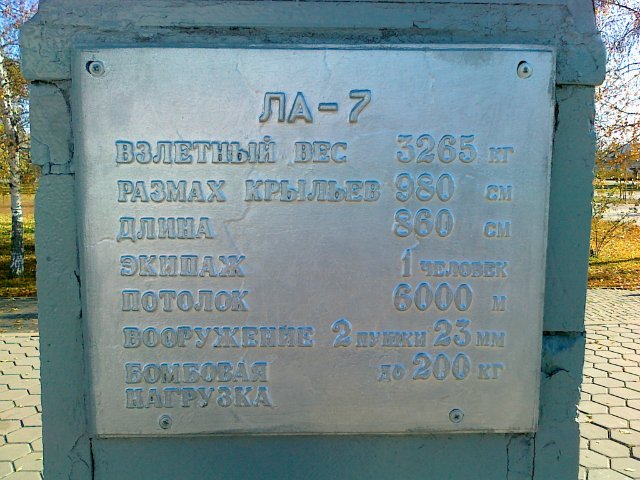 ЛА-7
ВЗЛЕТНЫЙ ВЕС 3265 КГ
РАЗМАХ КРЫЛЬЕВ 980 СМ
ДЛИНА 860 СМ
ЭКИПАЖ 1 ЧЕЛОВЕК
ПОТОЛОК 6000 М
ВООРУЖЕНИЕ 2 ПУШКИ 23 ММ
БОМБОВАЯ ДО 200 КГ
НАГРУЗКА